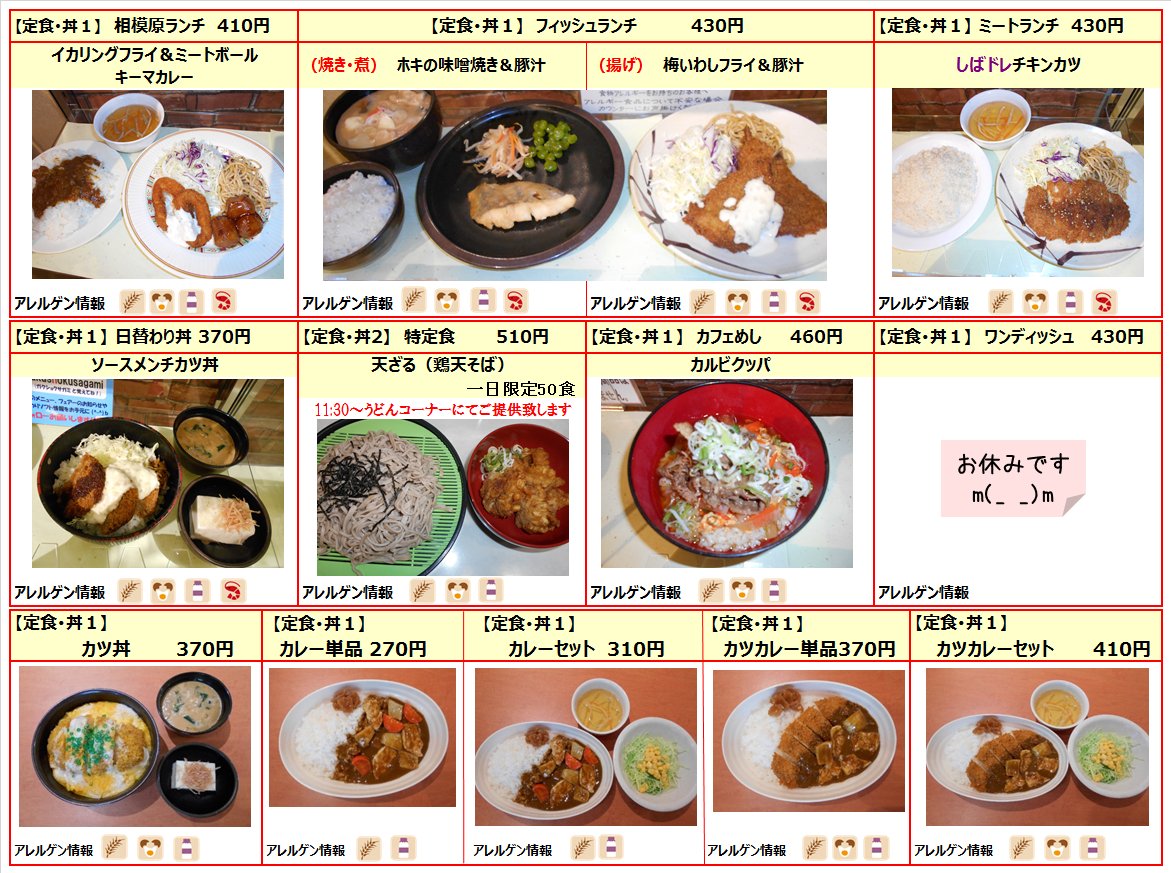 【定食・丼１】 相模原ランチ 410円
イカリングフライ＆ミートボール
キーマカレー
アレルゲン情報
【定食・丼１】 フィッシュランチ 430円
（焼き・煮） ホキの味噌焼き＆豚汁
（揚げ） 梅いわしフライ＆豚汁
アレルギー食品について不安な場合
アレルゲン情報
アレルゲン情報
【定食・丼１】 ミートランチ 430円
しばドレチキンカツ
アレルゲン情報
【定食・丼１】 日替わり丼 370円
ソースメンチカツ丼
アレルゲン情報
【定食・丼２】 特定食 510円
天ざる（鶏天そば）
一日限定50食
11:30～うどんコーナーにてご提供致します
アレルゲン情報
【定食・丼１】 カフェめし 460円
カルビクッパ
アレルゲン情報
【定食・丼１】 ワンディッシュ 430円
お休みです
m(_ _)m
アレルゲン情報
【定食・丼１】
カツ丼 370円
アレルゲン情報
【定食・丼１】
カレー単品 270円
アレルゲン情報
【定食・丼１】
カレーセット 310円
アレルゲン情報
【定食・丼１】
カツカレー単品370円
アレルゲン情報
【定食・丼１】
カツカレーセット 410円
アレルゲン情報